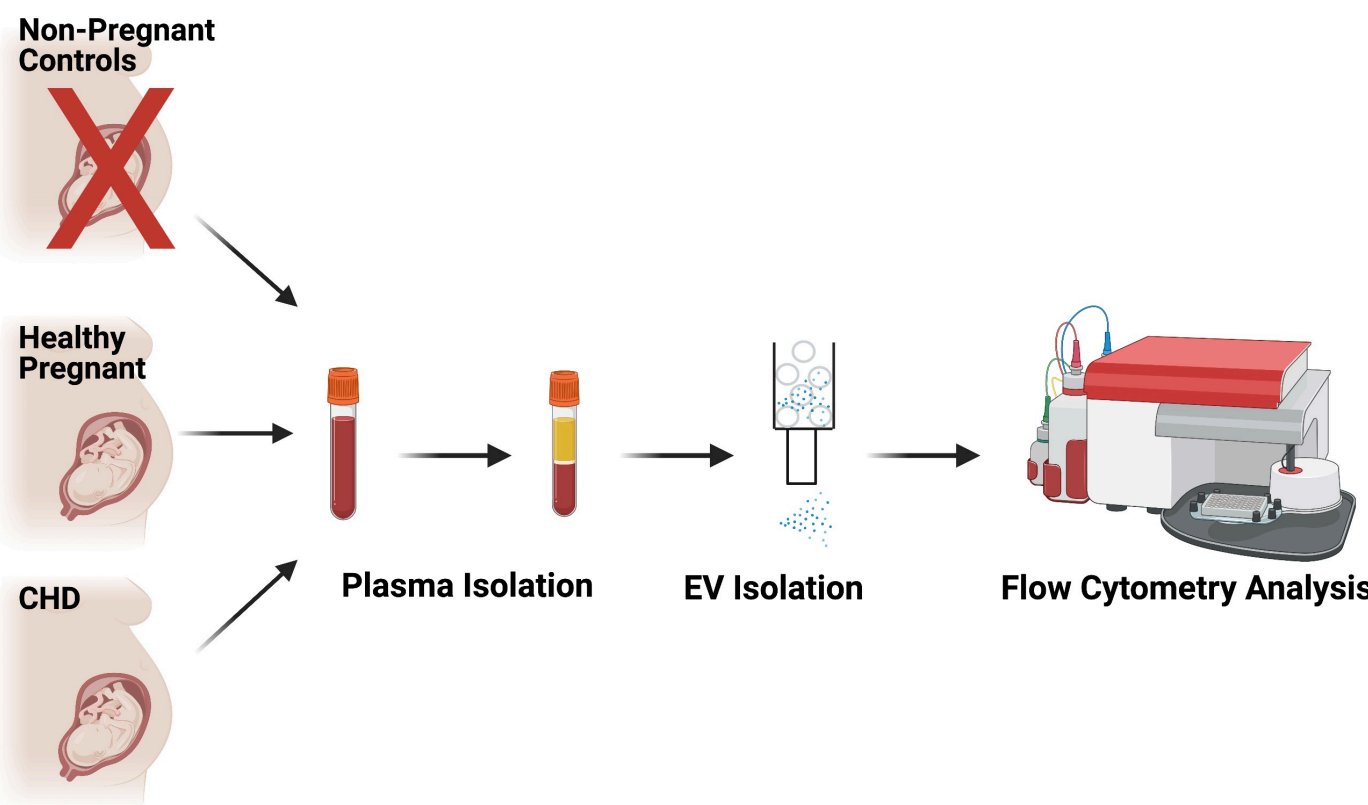 Non-Pregnant
Controls
Healthy
Pregnant
CHD
Plasma Isolation
EV Isolation
Flow Cytometry Analysis